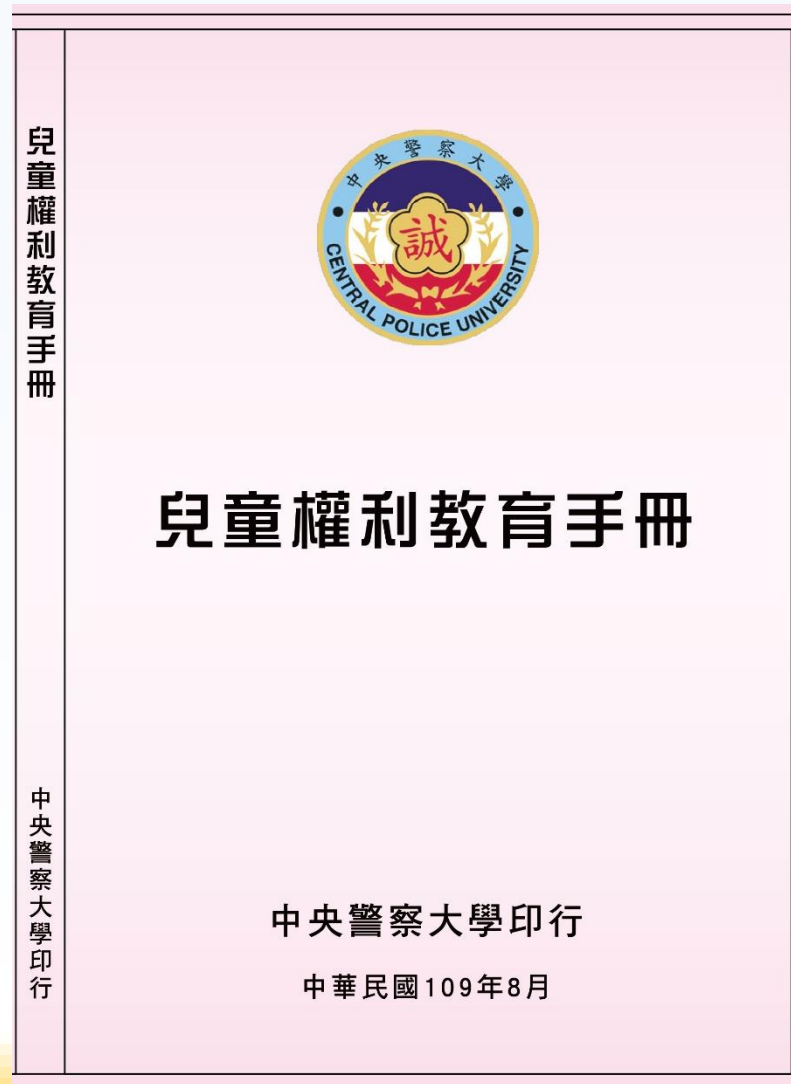 兒童權利教育手冊
中央警察大學印行
中央警察大學
誠
CENTRAL POLICE UNIVERSITY
兒童權利教育手冊
中央警察大學印行
中華民國109年8月